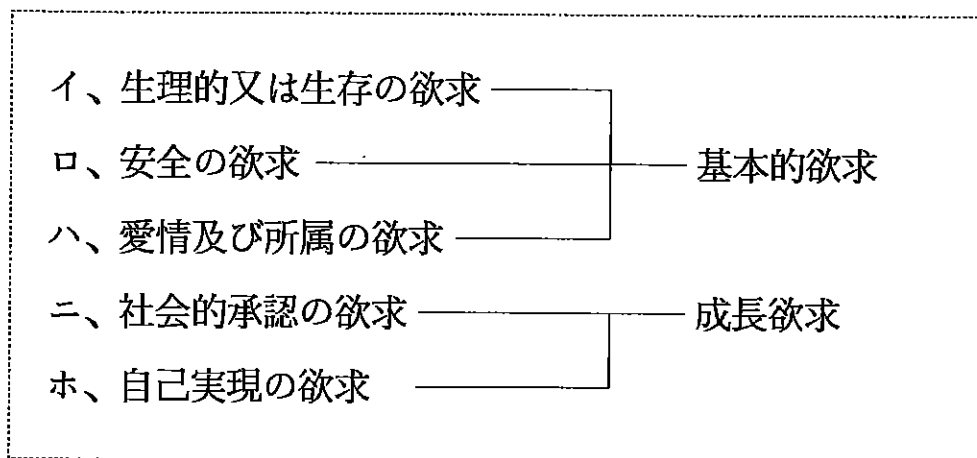 イ、生理的又は生存の欲求
ロ、安全の欲求 基本的欲求
ハ、愛情及び所属の欲求
ニ、社会的承認の欲求 成長欲求
ホ、自己実現の欲求